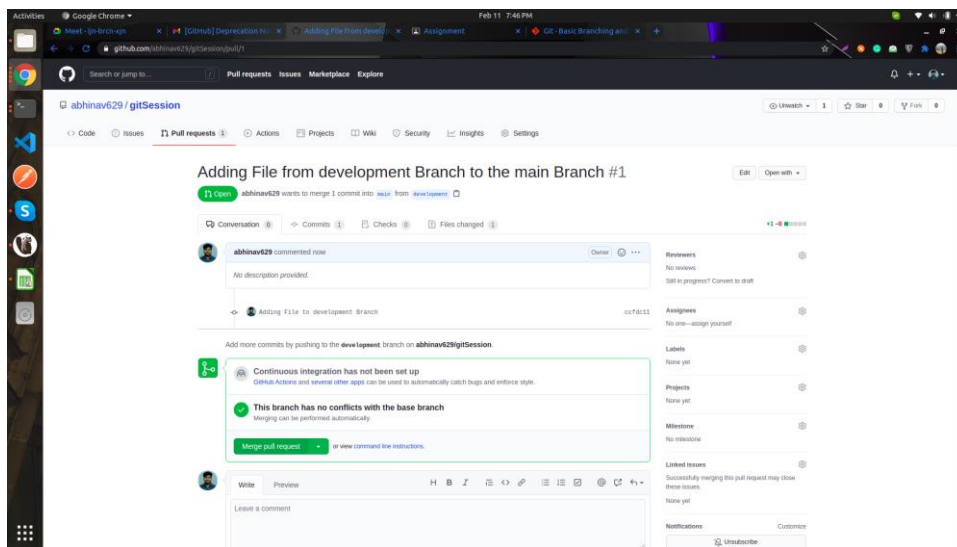 Activities Google Chrome Feb 11 7:46 PM
Meet - ijn-brcn-xjn [GitHub] Deprecation No Adding File from develop Assignment Git - Basic Branching and
github.com/abhinav629/gitSession/pull/1
Search or jump to... / Pull requests Issues Marketplace Explore
abhinav629 / gitSession Unwatch 1 Star 0 Fork 0
Code Issues Pull requests 1 Actions Projects Wiki Security Insights Settings
Adding File from development Branch to the main Branch #1 Edit Open with
Open abhinav629 wants to merge 1 commit into main from development
Conversation 0 Commits 1 Checks 0 Files changed 1 +1 −0
abhinav629 commented now Owner
No description provided.
Adding File to development Branch ccfdc11
Add more commits by pushing to the development branch on abhinav629/gitSession.
Continuous integration has not been set up
GitHub Actions and several other apps can be used to automatically catch bugs and enforce style.
This branch has no conflicts with the base branch
Merging can be performed automatically.
Merge pull request or view command line instructions.
Write Preview H B I
Leave a comment
Reviewers
No reviews
Still in progress? Convert to draft
Assignees
No one—assign yourself
Labels
None yet
Projects
None yet
Milestone
No milestone
Linked issues
Successfully merging this pull request may close
these issues.
None yet
Notifications Customize
Unsubscribe